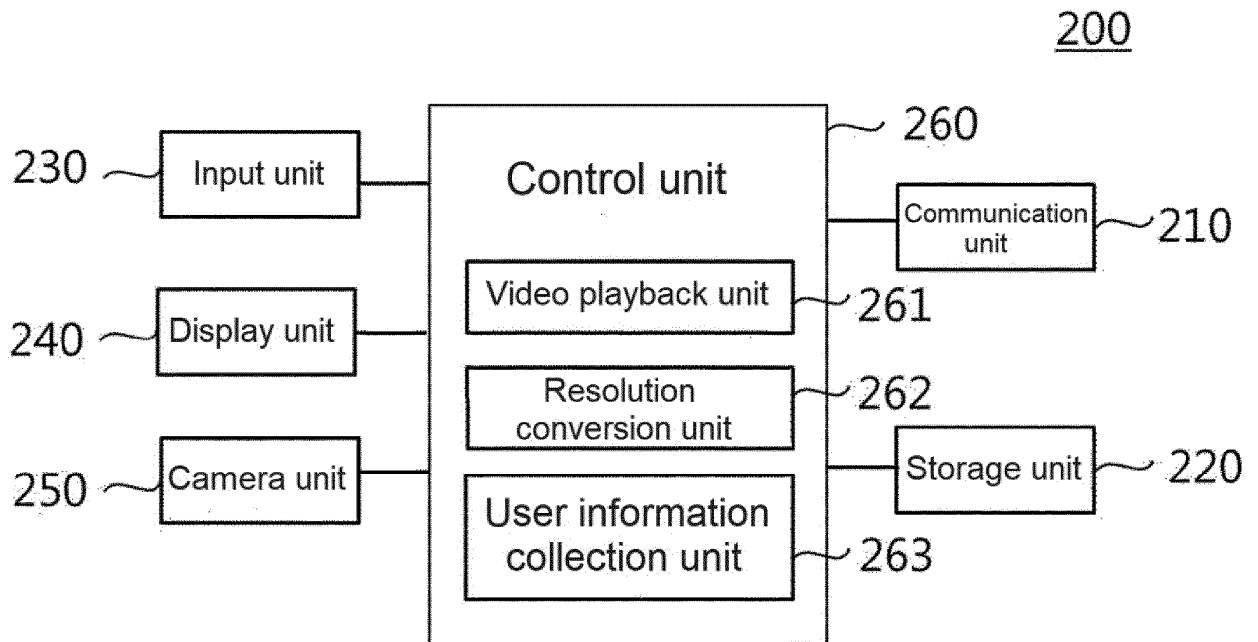 200
260
230
Input unit
Control unit
Communication
unit
210
Video playback unit
261
240
Display unit
Resolution
conversion unit
262
250
Camera unit
Storage unit
220
User information
collection unit
263